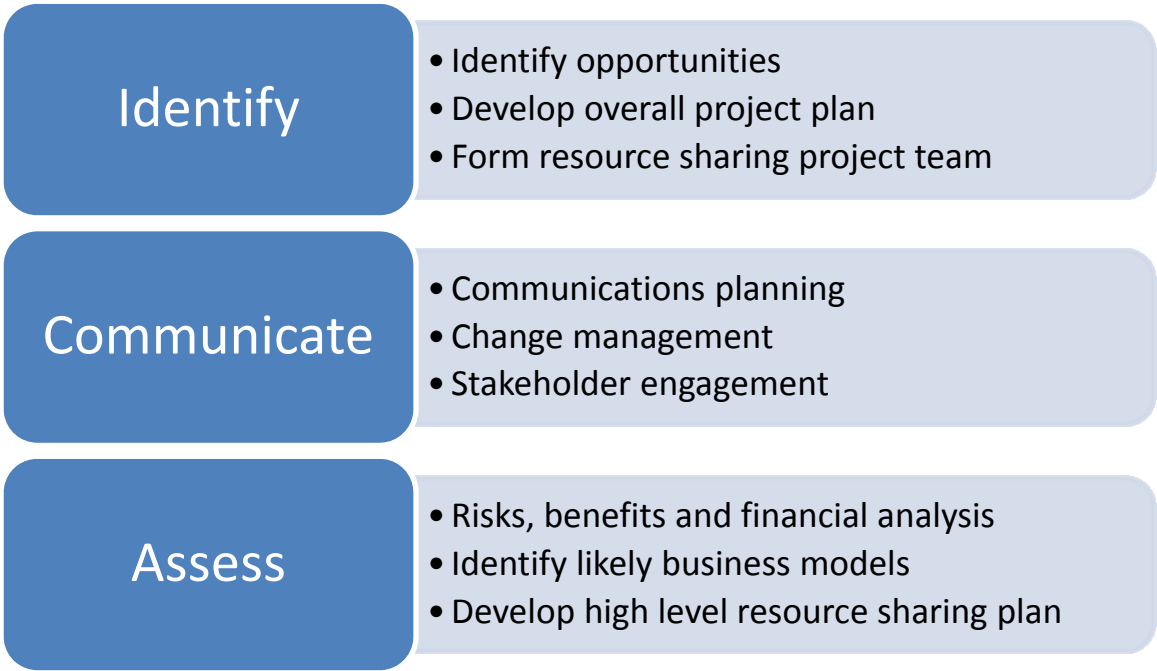 Identify
• Identify opportunities
• Develop overall project plan
• Form resource sharing project team
Communicate
• Communications planning
• Change management
• Stakeholder engagement
Assess
• Risks, benefits and financial analysis
• Identify likely business models
• Develop high level resource sharing plan